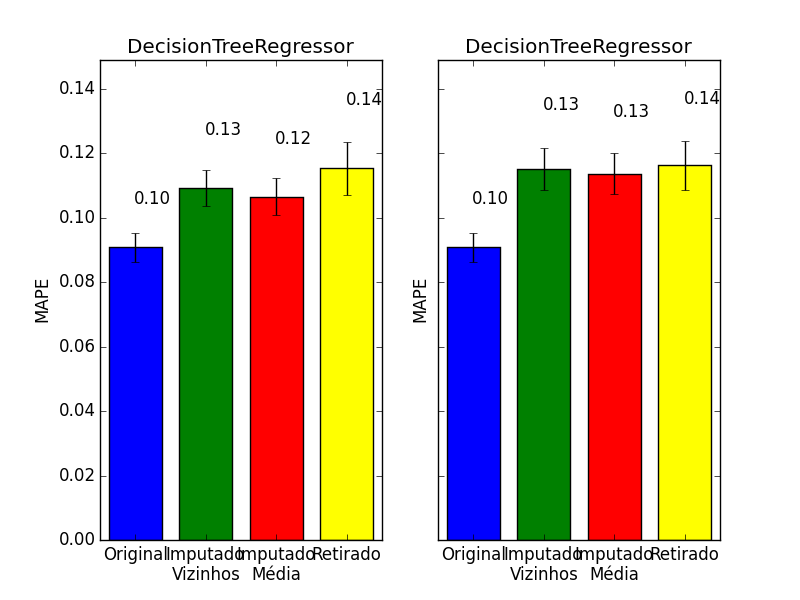 DecisionTreeRegressor
MAPE
0.14
0.12
0.10
0.08
0.06
0.04
0.02
0.00
0.10
0.13
0.12
0.14
Original
Imputado
Vizinhos
Imputado
Média
Retirado
DecisionTreeRegressor
MAPE
0.10
0.13
0.13
0.14
Original
Imputado
Vizinhos
Imputado
Média
Retirado